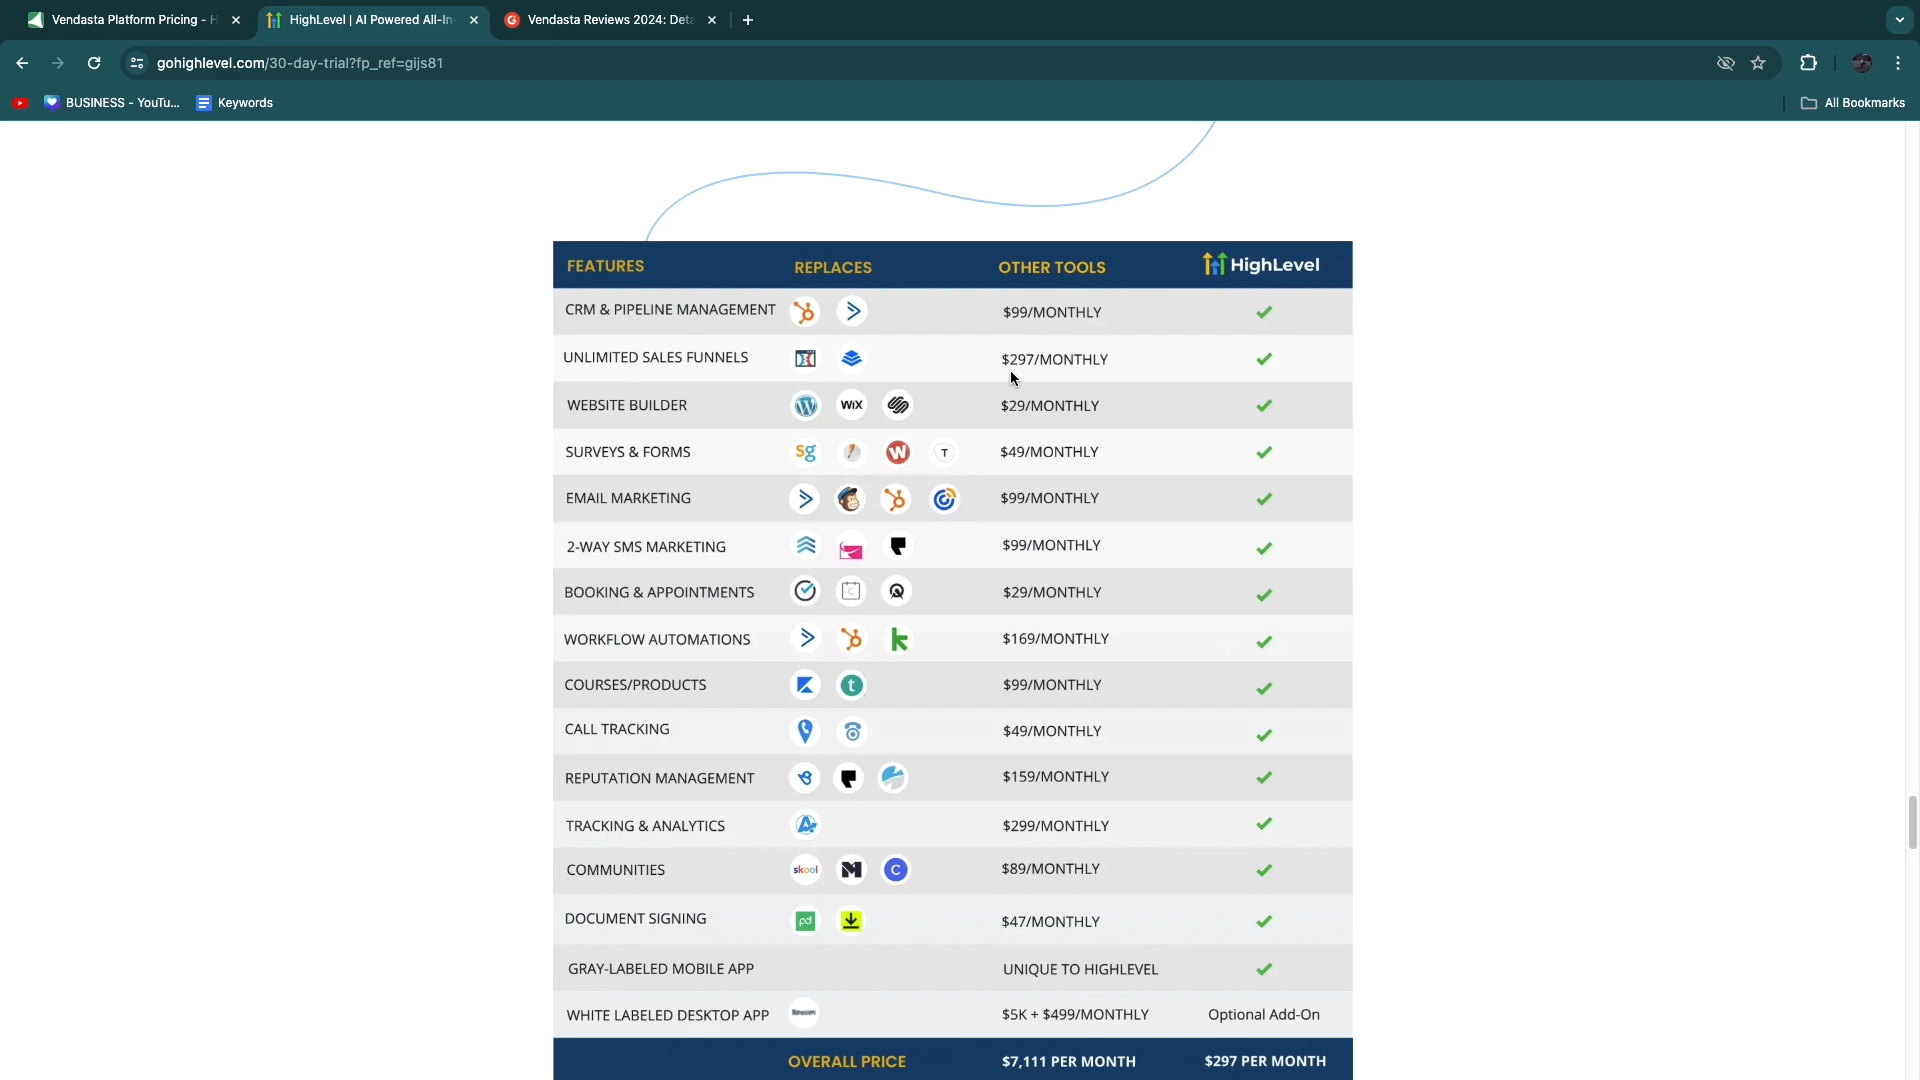 Vendasta Platform Pricing - H
HighLevel | AI Powered All-In-
Vendasta Reviews 2024: Deta
gohighlevel.com/30-day-trial?fp_ref=gijs81
BUSINESS - YouTu...
Keywords
All Bookmarks
FEATURES REPLACES OTHER TOOLS HighLevel
CRM & PIPELINE MANAGEMENT $99/MONTHLY
UNLIMITED SALES FUNNELS $297/MONTHLY
WEBSITE BUILDER WiX $29/MONTHLY
SURVEYS & FORMS sg W T $49/MONTHLY
EMAIL MARKETING $99/MONTHLY
2-WAY SMS MARKETING $99/MONTHLY
BOOKING & APPOINTMENTS C $29/MONTHLY
WORKFLOW AUTOMATIONS k $169/MONTHLY
COURSES/PRODUCTS t $99/MONTHLY
CALL TRACKING $49/MONTHLY
REPUTATION MANAGEMENT $159/MONTHLY
TRACKING & ANALYTICS $299/MONTHLY
COMMUNITIES skool C $89/MONTHLY
DOCUMENT SIGNING pd $47/MONTHLY
GRAY-LABELED MOBILE APP UNIQUE TO HIGHLEVEL
WHITE LABELED DESKTOP APP $5K + $499/MONTHLY Optional Add-On
OVERALL PRICE $7,111 PER MONTH $297 PER MONTH